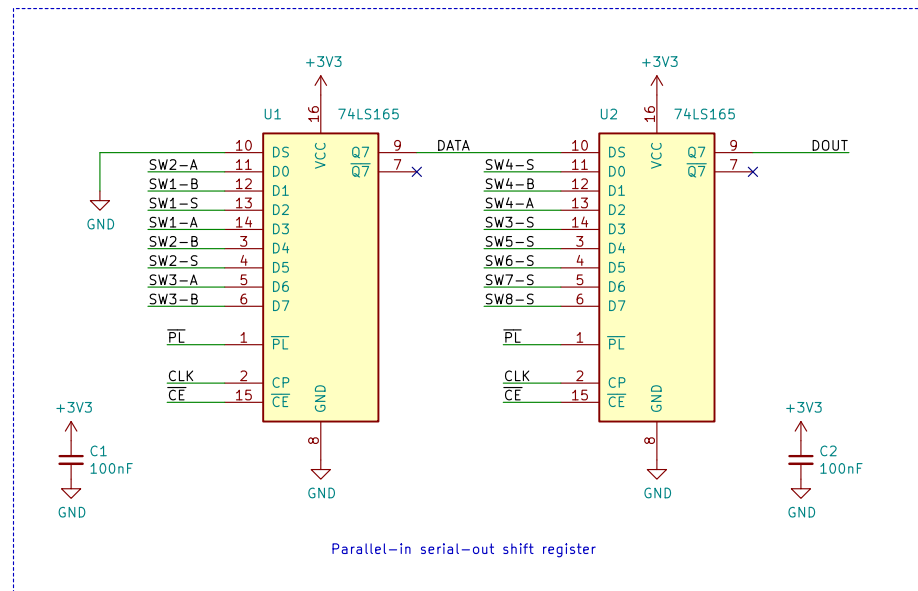 +3V3
+3V3
U1
74LS165
U2
74LS165
16
16
VCC
VCC
10
DS
Q7
9
DATA
10
DS
Q7
9
DOUT
SW2-A
11
D0
Q7
7
SW4-S
11
D0
Q7
7
SW1-B
12
D1
SW4-B
12
D1
SW1-S
13
D2
SW4-A
13
D2
SW1-A
14
D3
SW3-S
14
D3
SW2-B
3
D4
SW5-S
3
D4
SW2-S
4
D5
SW6-S
4
D5
SW3-A
5
D6
SW7-S
5
D6
SW3-B
6
D7
SW8-S
6
D7
GND
PL
1
PL
PL
1
PL
CLK
2
CP
CLK
2
CP
CE
15
CE
CE
15
CE
GND
GND
8
8
GND
GND
+3V3
C1
100nF
GND
+3V3
C2
100nF
GND
Parallel-in serial-out shift register